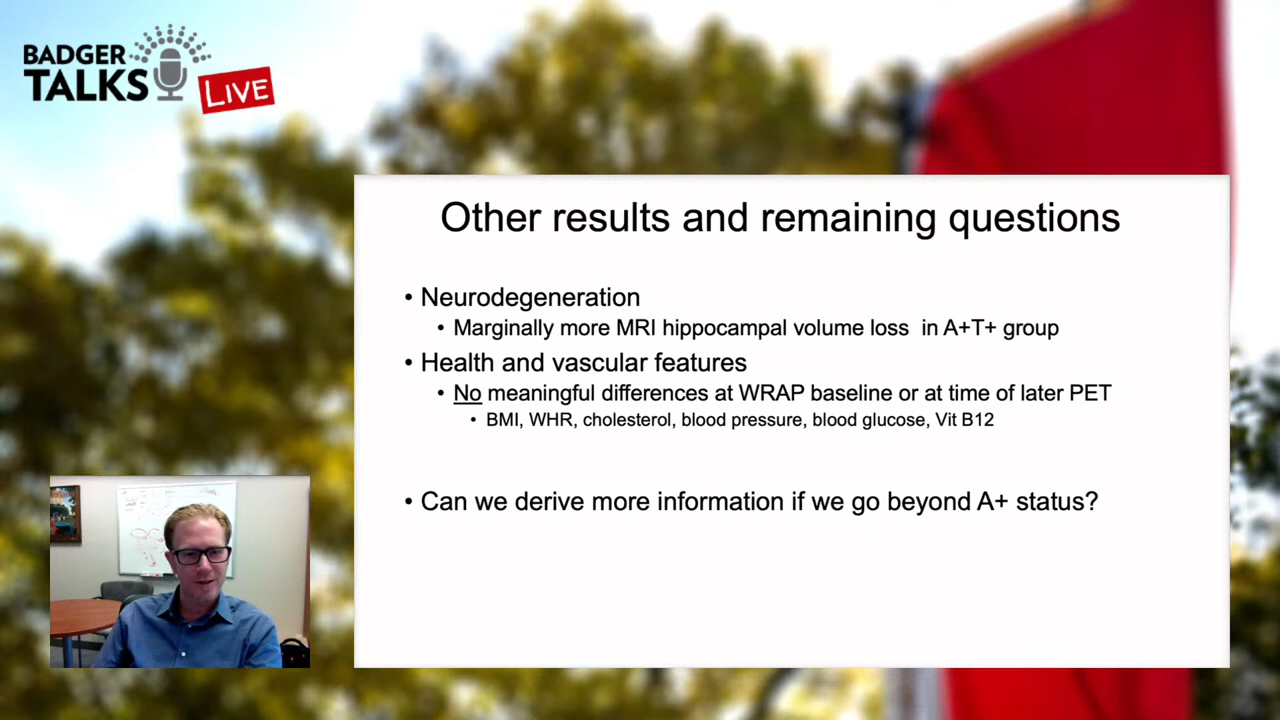 BADGER
TALKS LIVE
Other results and remaining questions
• Neurodegeneration
• Marginally more MRI hippocampal volume loss in A+T+ group
• Health and vascular features
• No meaningful differences at WRAP baseline or at time of later PET
• BMI, WHR, cholesterol, blood pressure, blood glucose, Vit B12
• Can we derive more information if we go beyond A+ status?